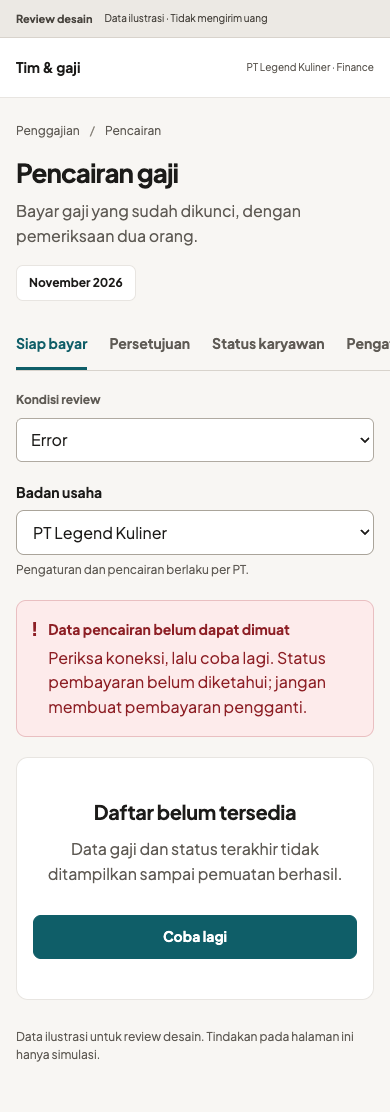 Review desain Data ilustrasi · Tidak mengirim uang
Tim & gaji PT Legend Kuliner · Finance
Penggajian / Pencairan
Pencairan gaji
Bayar gaji yang sudah dikunci, dengan
pemeriksaan dua orang.
November 2026
Siap bayar Persetujuan Status karyawan Penga
Kondisi review
Error
Badan usaha
PT Legend Kuliner
Pengaturan dan pencairan berlaku per PT.
! Data pencairan belum dapat dimuat
Periksa koneksi, lalu coba lagi. Status
pembayaran belum diketahui; jangan
membuat pembayaran pengganti.
Daftar belum tersedia
Data gaji dan status terakhir tidak
ditampilkan sampai pemuatan berhasil.
Coba lagi
Data ilustrasi untuk review desain. Tindakan pada halaman ini
hanya simulasi.